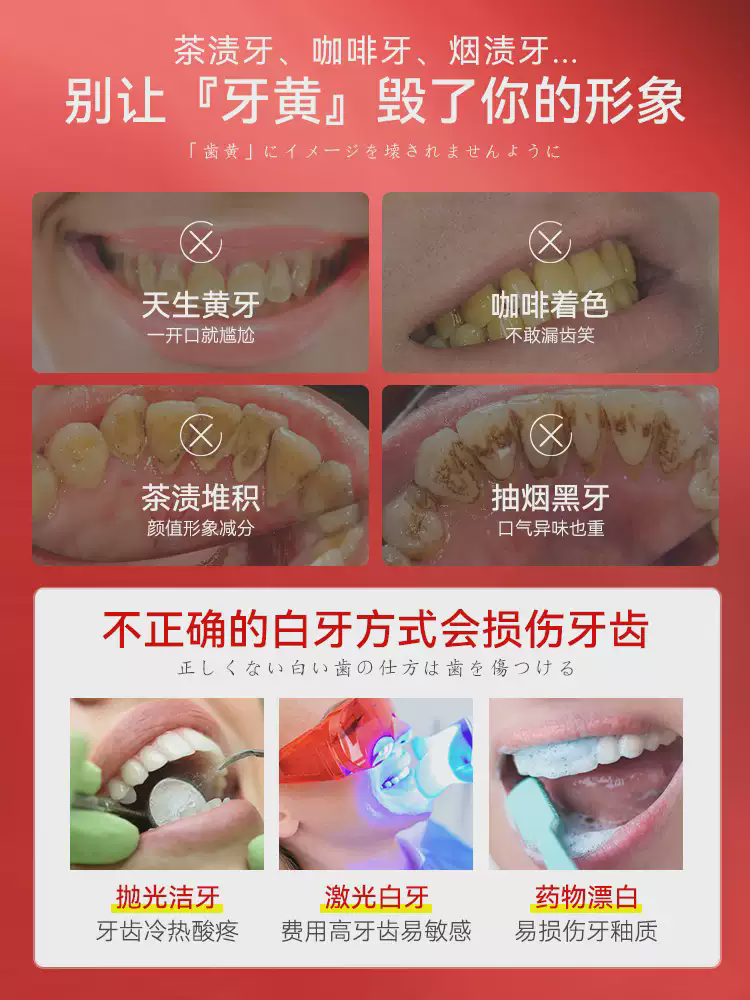 茶渍牙、咖啡牙、烟渍牙...
别让『牙黄』毁了你的形象
「歯黄」にイメージを壊されませんように
天生黄牙
一开口就尴尬
咖啡着色
不敢漏齿笑
茶渍堆积
颜值形象减分
抽烟黑牙
口气异味也重
不正确的白牙方式会损伤牙齿
正しくない白い歯の仕方は歯を傷つける
抛光洁牙
牙齿冷热酸疼
激光白牙
费用高牙齿易敏感
药物漂白
易损伤牙釉质